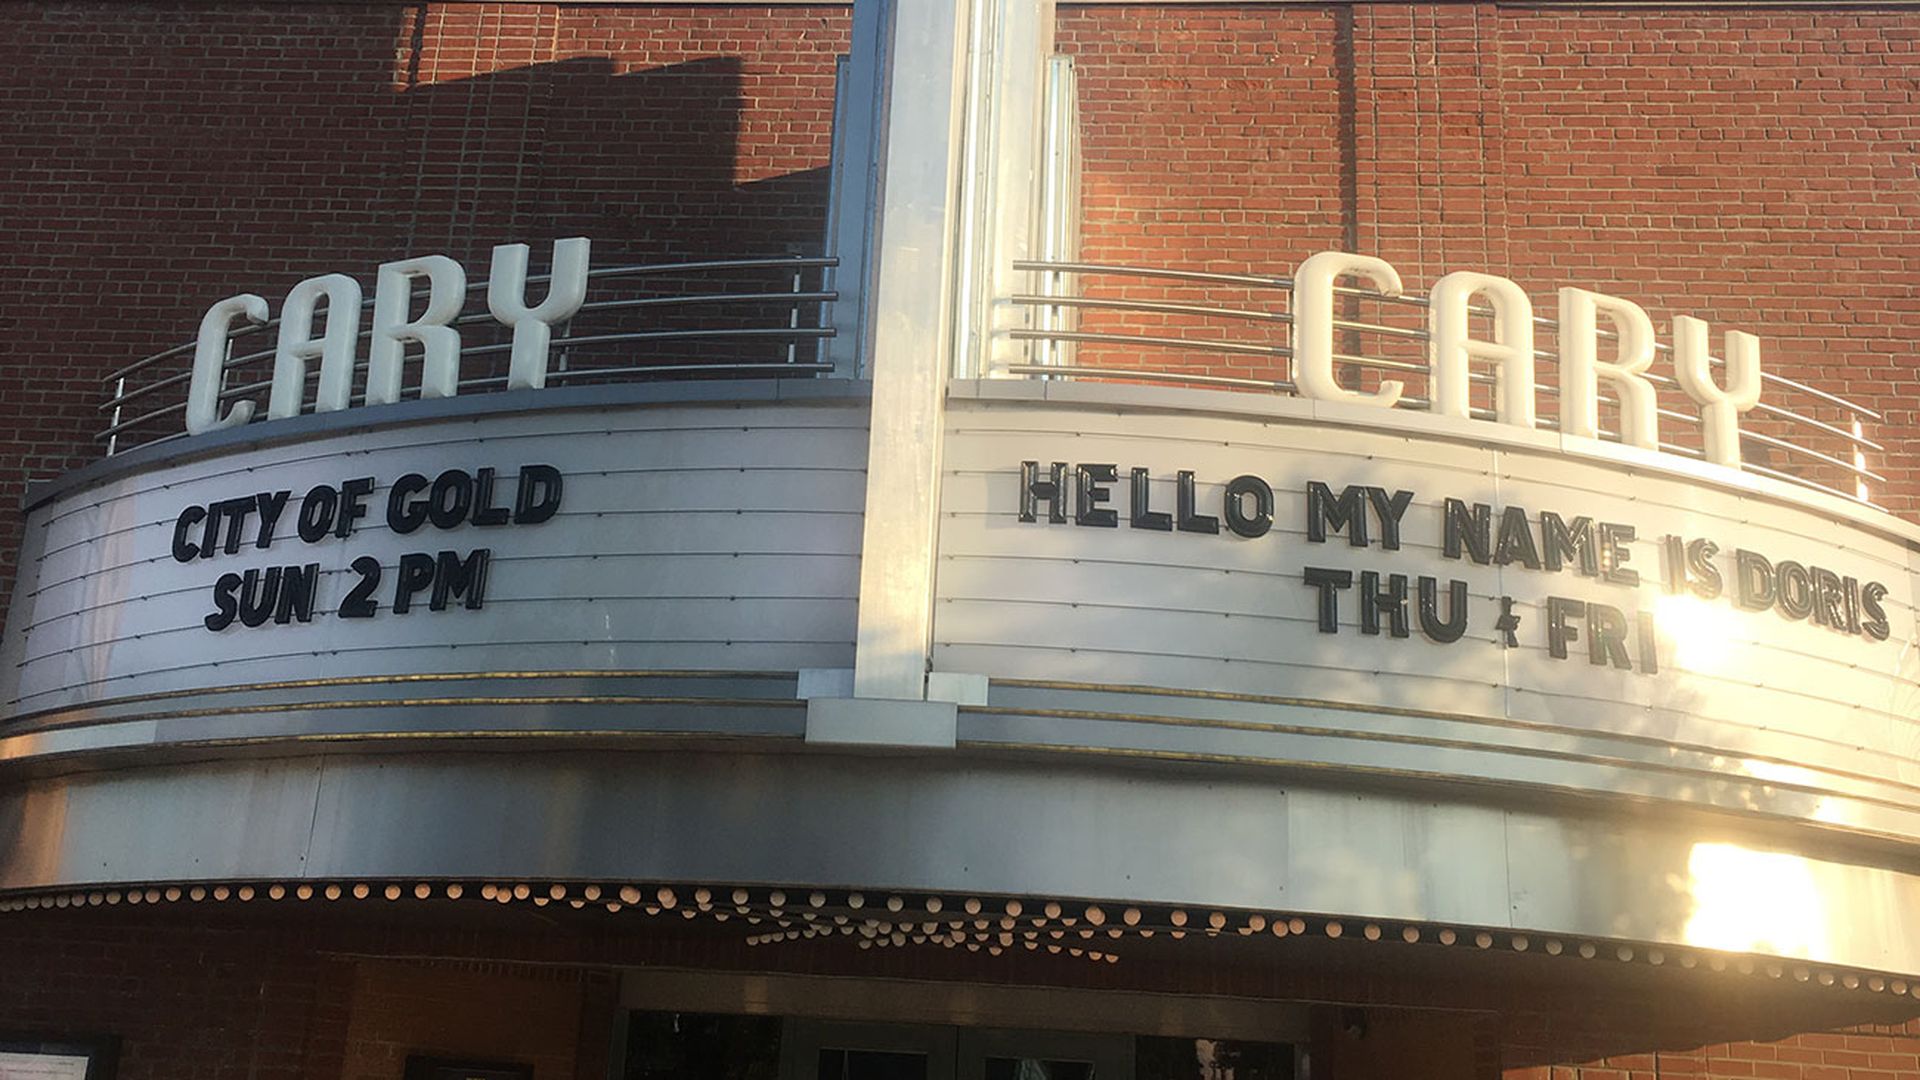 CARY
CITY OF GOLD
SUN 2 PM
CARY
HELLO MY NAME IS DORIS
THU & FRI